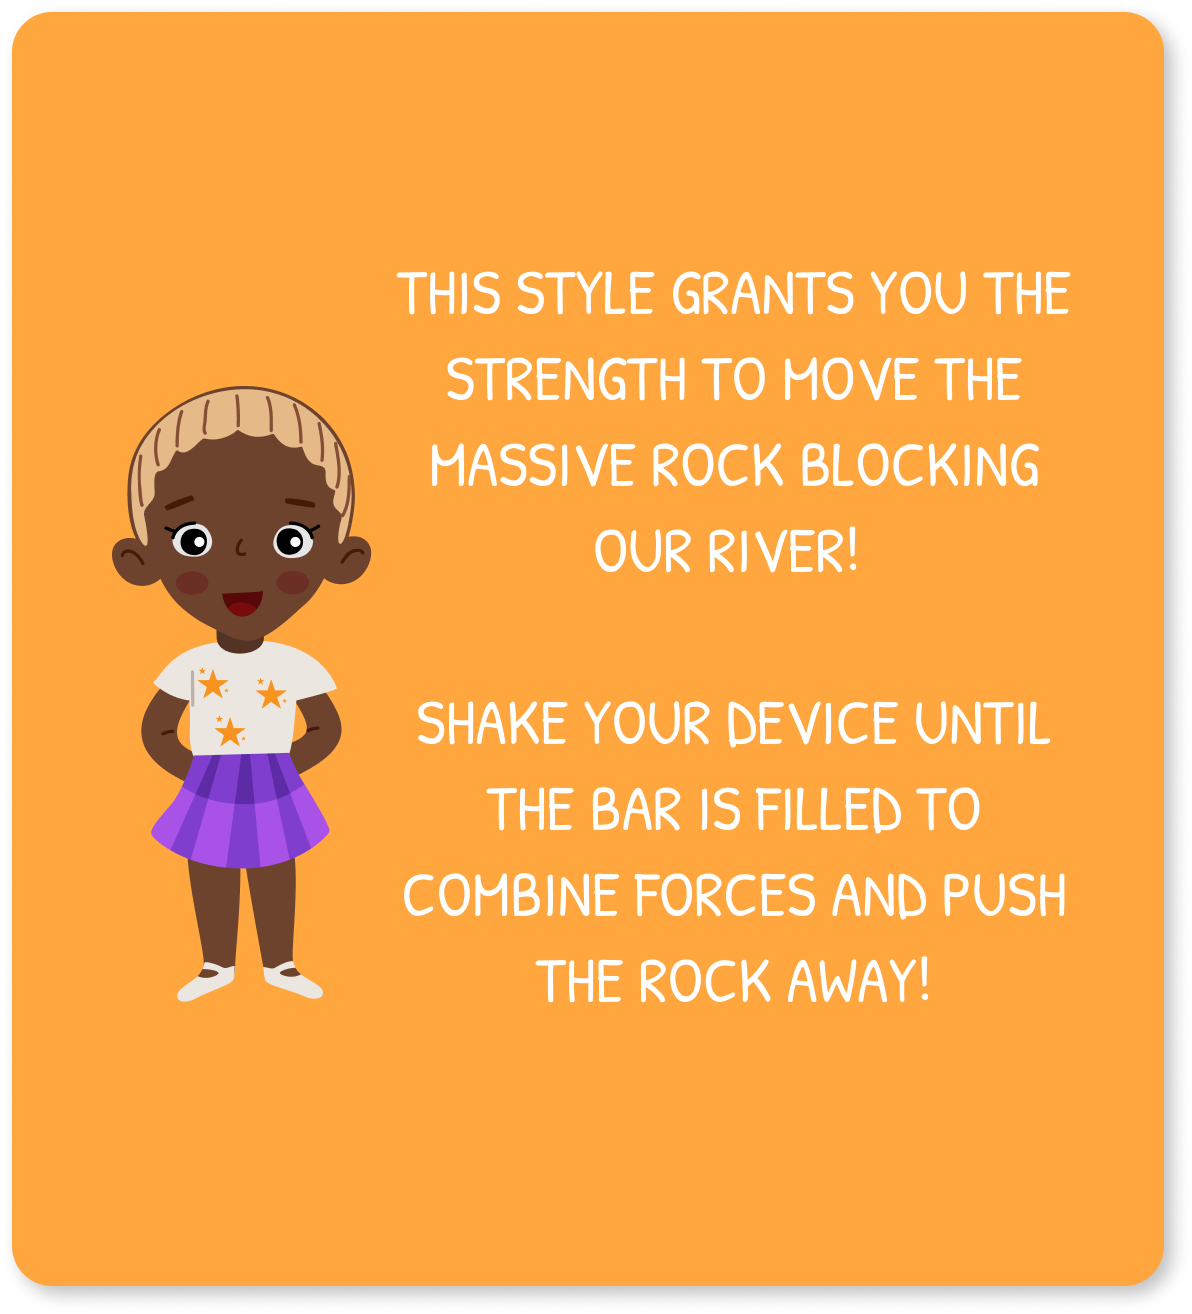 THIS STYLE GRANTS YOU THE
STRENGTH TO MOVE THE
MASSIVE ROCK BLOCKING
OUR RIVER!
SHAKE YOUR DEVICE UNTIL
THE BAR IS FILLED TO
COMBINE FORCES AND PUSH
THE ROCK AWAY!